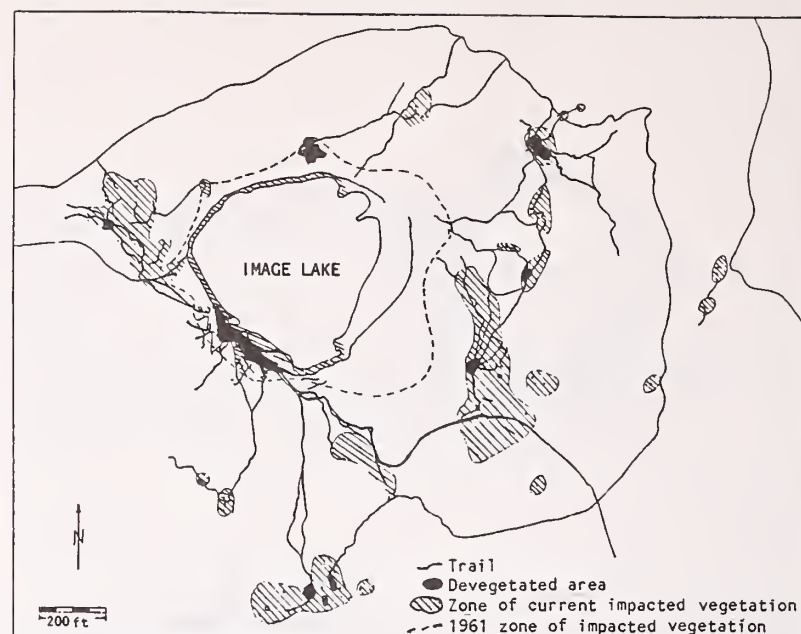 IMAGE LAKE
N
200 ft
Trail
Devegetated area
Zone of current impacted vegetation
1961 zone of impacted vegetation